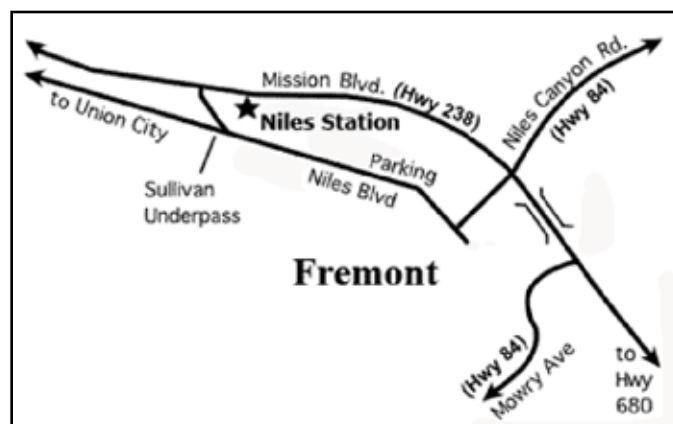 Mission Blvd. (Hwy 238)
Niles Canyon Rd.
(Hwy 84)
to Union City
Niles Station
Parking
Niles Blvd
Sullivan
Underpass
Fremont
(Hwy 84)
Mowry Ave
to
Hwy
680